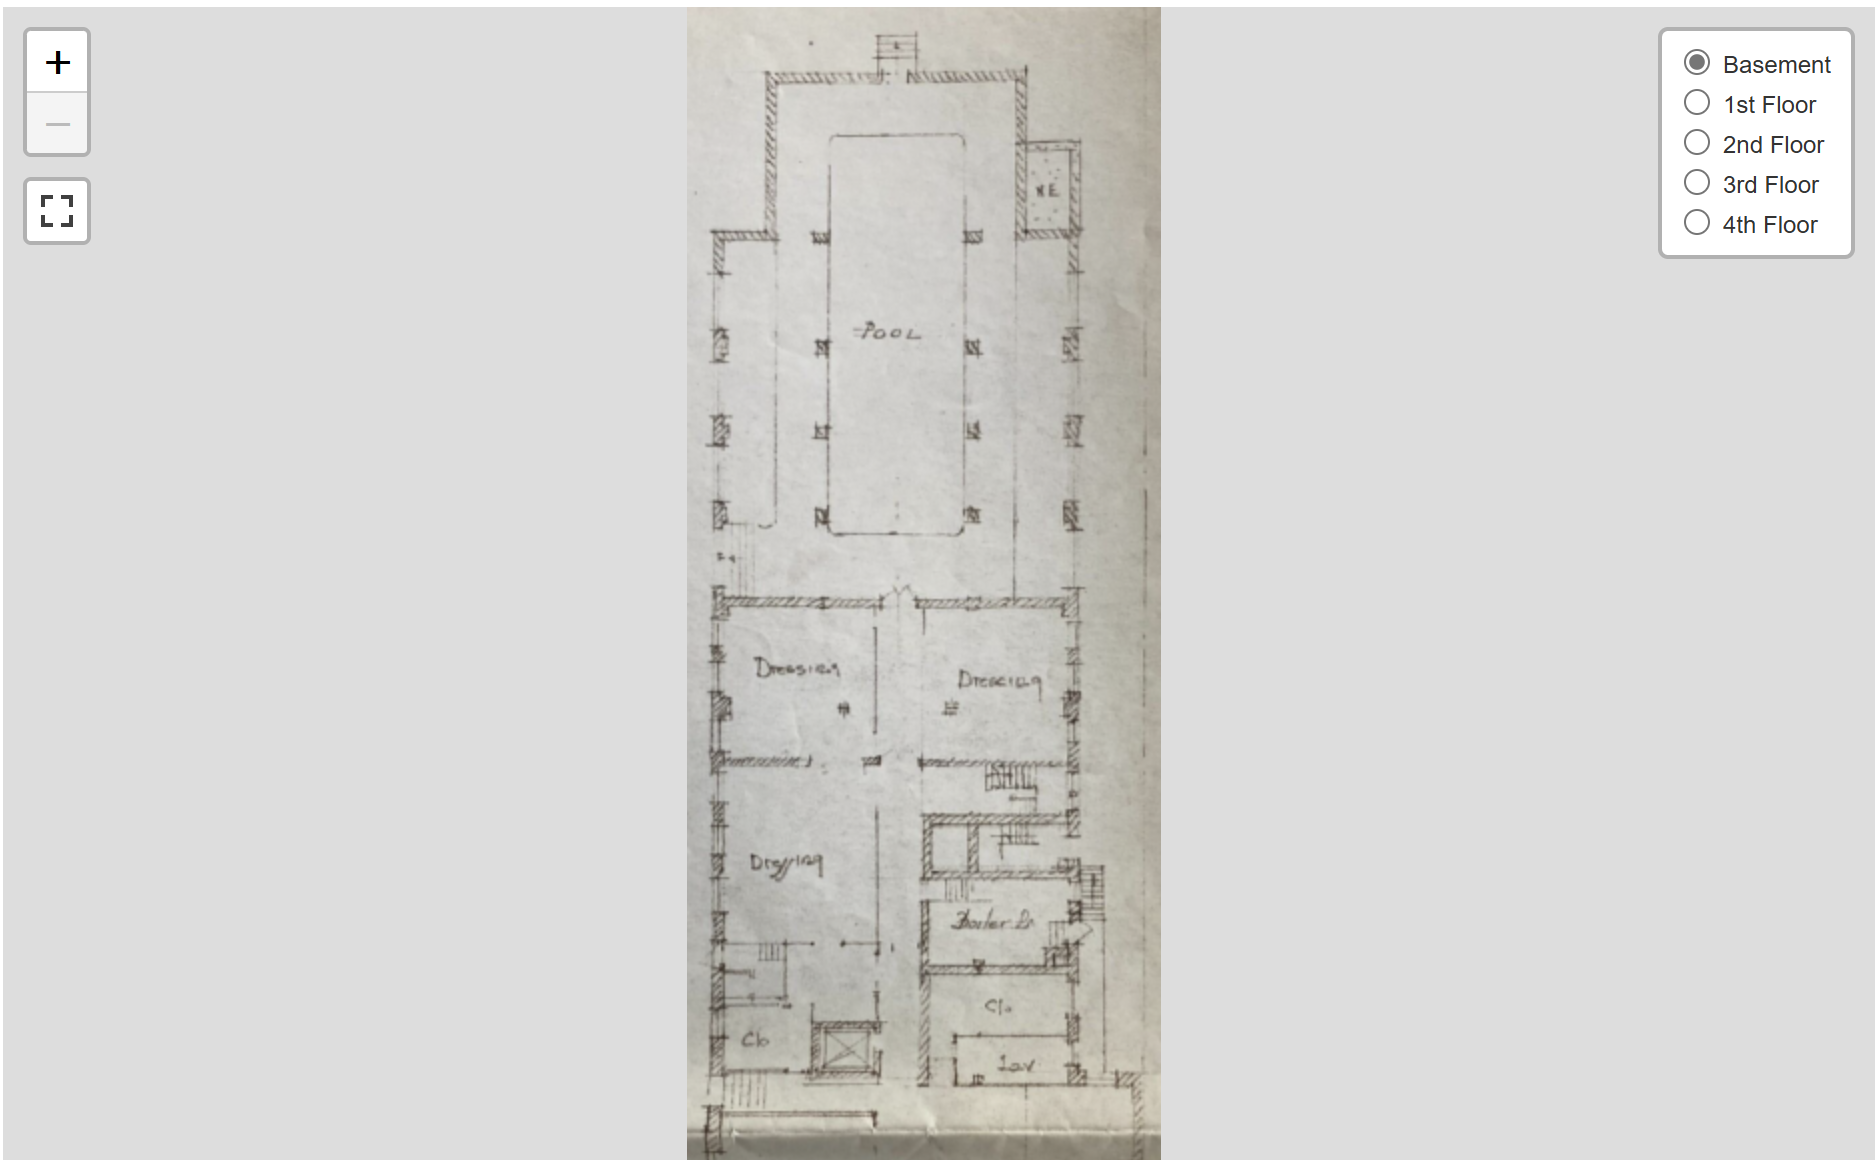 +
−
Basement
1st Floor
2nd Floor
3rd Floor
4th Floor
POOL
Dressing
Dressing
Dressing
Boiler
Clo
Clo
Lav